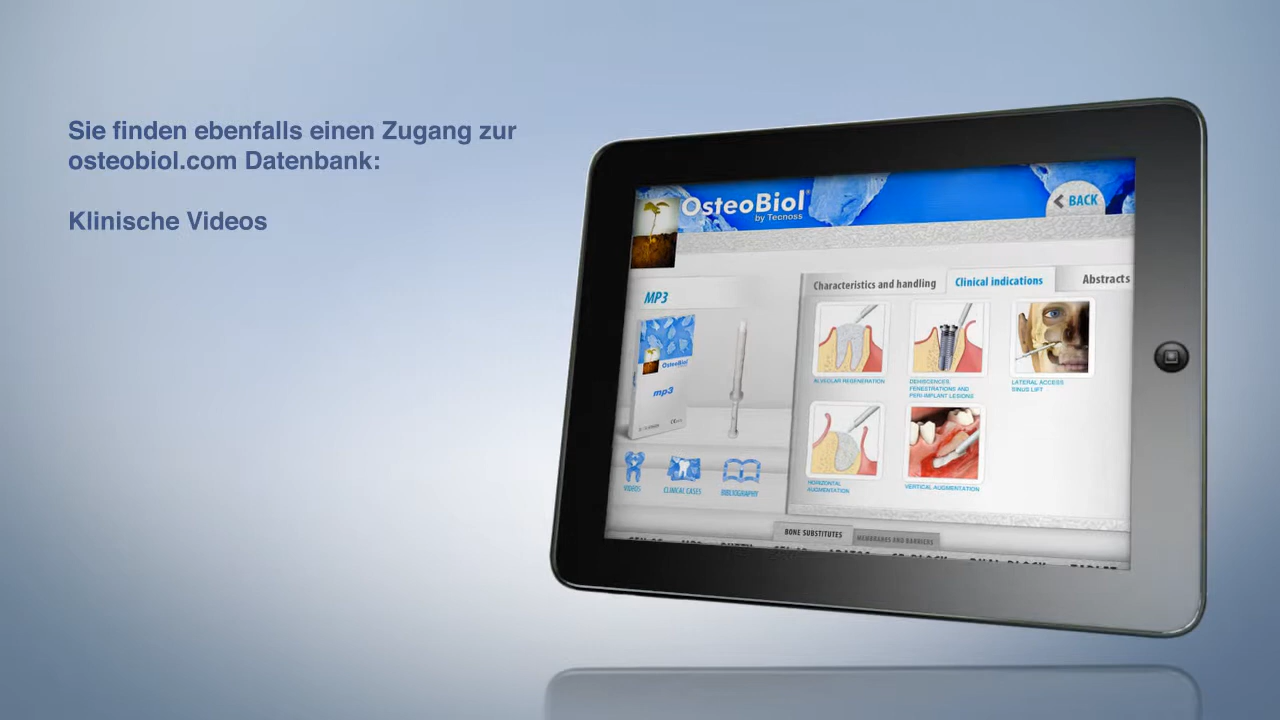 Sie finden ebenfalls einen Zugang zur
osteobiol.com Datenbank:
Klinische Videos
OsteoBiol
by Tecnoss
BACK
MP3
Characteristics and handling
Clinical indications
Abstracts
OsteoBiol
mp3
ALVEOLAR REGENERATION
DEHISCENCES,
FENESTRATIONS AND
PERI-IMPLANT LESIONS
LATERAL ACCESS
SINUS LIFT
HORIZONTAL
AUGMENTATION
VERTICAL AUGMENTATION
VIDEOS
CLINICAL CASES
BIBLIOGRAPHY
BONE SUBSTITUTES
MEMBRANES AND BARRIERS